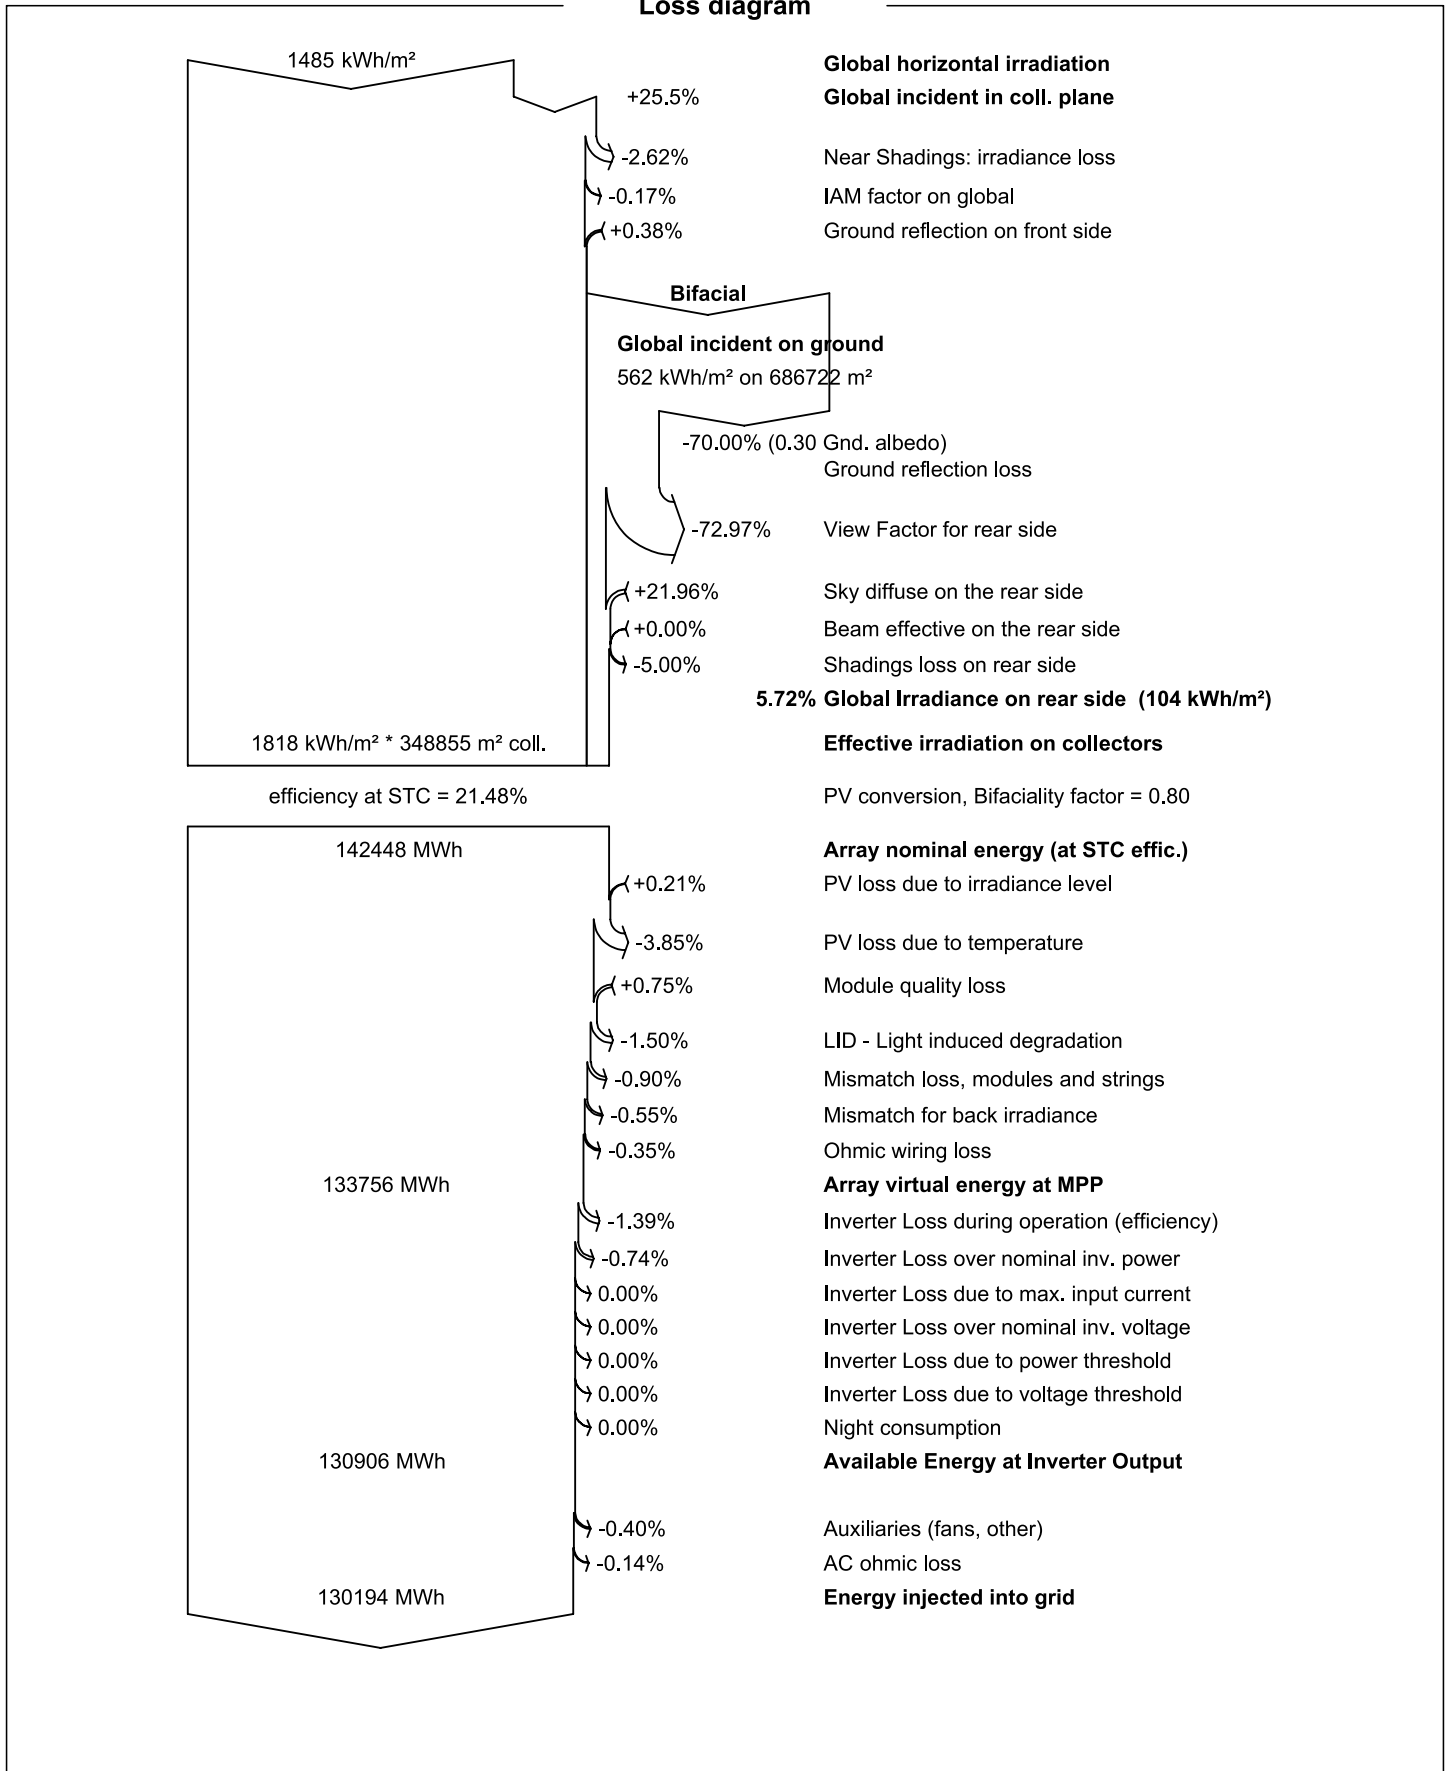 Loss diagram
1485 kWh/m²
Global horizontal irradiation
+25.5%
Global incident in coll. plane
-2.62%
Near Shadings: irradiance loss
-0.17%
IAM factor on global
+0.38%
Ground reflection on front side
Bifacial
Global incident on ground
562 kWh/m² on 686722 m²
-70.00% (0.30 Gnd. albedo)
Ground reflection loss
-72.97%
View Factor for rear side
+21.96%
Sky diffuse on the rear side
+0.00%
Beam effective on the rear side
-5.00%
Shadings loss on rear side
5.72% Global Irradiance on rear side (104 kWh/m²)
1818 kWh/m² * 348855 m² coll.
Effective irradiation on collectors
efficiency at STC = 21.48%
PV conversion, Bifaciality factor = 0.80
142448 MWh
Array nominal energy (at STC effic.)
+0.21%
PV loss due to irradiance level
-3.85%
PV loss due to temperature
+0.75%
Module quality loss
-1.50%
LID - Light induced degradation
-0.90%
Mismatch loss, modules and strings
-0.55%
Mismatch for back irradiance
-0.35%
Ohmic wiring loss
133756 MWh
Array virtual energy at MPP
-1.39%
Inverter Loss during operation (efficiency)
-0.74%
Inverter Loss over nominal inv. power
0.00%
Inverter Loss due to max. input current
0.00%
Inverter Loss over nominal inv. voltage
0.00%
Inverter Loss due to power threshold
0.00%
Inverter Loss due to voltage threshold
0.00%
Night consumption
130906 MWh
Available Energy at Inverter Output
-0.40%
Auxiliaries (fans, other)
-0.14%
AC ohmic loss
130194 MWh
Energy injected into grid